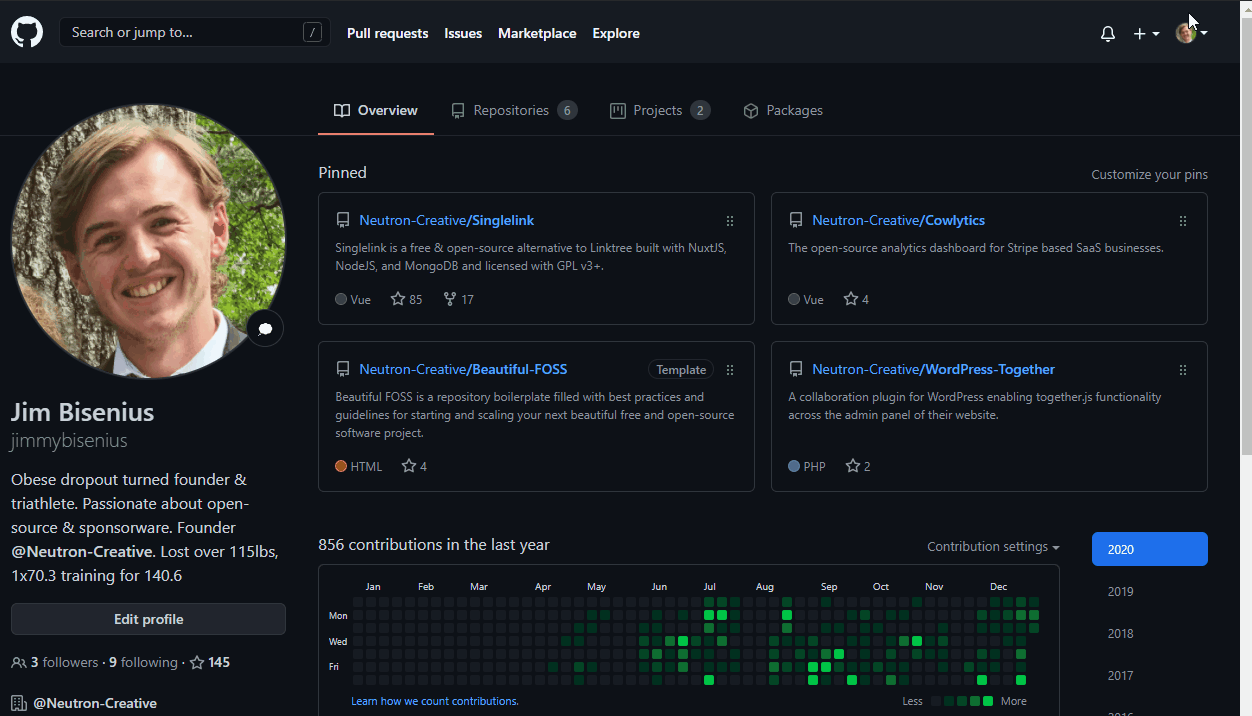 Search or jump to...
/
Pull requests
Issues
Marketplace
Explore
Overview
Repositories 6
Projects 2
Packages
Jim Bisenius
jimmybisenius
Obese dropout turned founder &
triathlete. Passionate about open-
source & sponsorware. Founder
@Neutron-Creative. Lost over 115lbs,
1x70.3 training for 140.6
Edit profile
3 followers · 9 following · 145
@Neutron-Creative
Pinned
Customize your pins
Neutron-Creative/Singlelink
Singlelink is a free & open-source alternative to Linktree built with NuxtJS,
NodeJS, and MongoDB and licensed with GPL v3+.
Vue 85 17
Neutron-Creative/Cowlytics
The open-source analytics dashboard for Stripe based SaaS businesses.
Vue 4
Neutron-Creative/Beautiful-FOSS
Template
Beautiful FOSS is a repository boilerplate filled with best practices and
guidelines for starting and scaling your next beautiful free and open-source
software project.
HTML 4
Neutron-Creative/WordPress-Together
A collaboration plugin for WordPress enabling together.js functionality
across the admin panel of their website.
PHP 2
856 contributions in the last year
Contribution settings
Jan Feb Mar Apr May Jun Jul Aug Sep Oct Nov Dec
Mon
Wed
Fri
Learn how we count contributions.
Less
More
2020
2019
2018
2017
2016